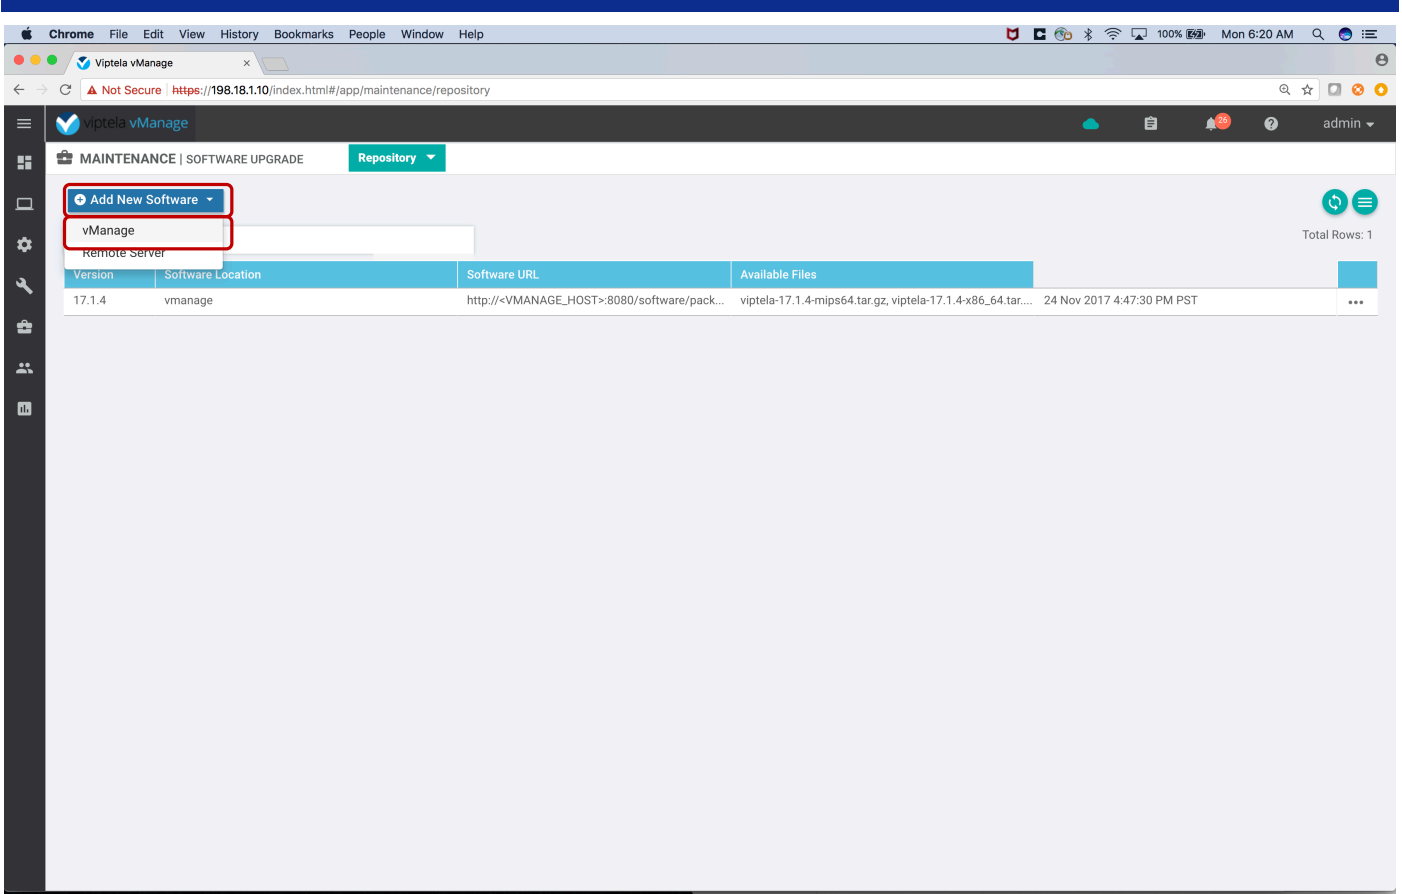 Chrome File Edit View History Bookmarks People Window Help 100% Mon 6:20 AM
Viptela vManage ×
Not Secure https://198.18.1.10/index.html#/app/maintenance/repository
viptela vManage 26 admin
MAINTENANCE | SOFTWARE UPGRADE Repository
Add New Software
vManage
Total Rows: 1
Remote Server
Version Software Location Software URL Available Files
17.1.4 vmanage http://<VMANAGE_HOST>:8080/software/pack... viptela-17.1.4-mips64.tar.gz, viptela-17.1.4-x86_64.tar.... 24 Nov 2017 4:47:30 PM PST